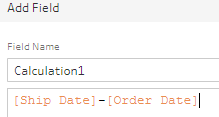 Add Field
Field Name
Calculation1
[Ship Date]-[Order Date]